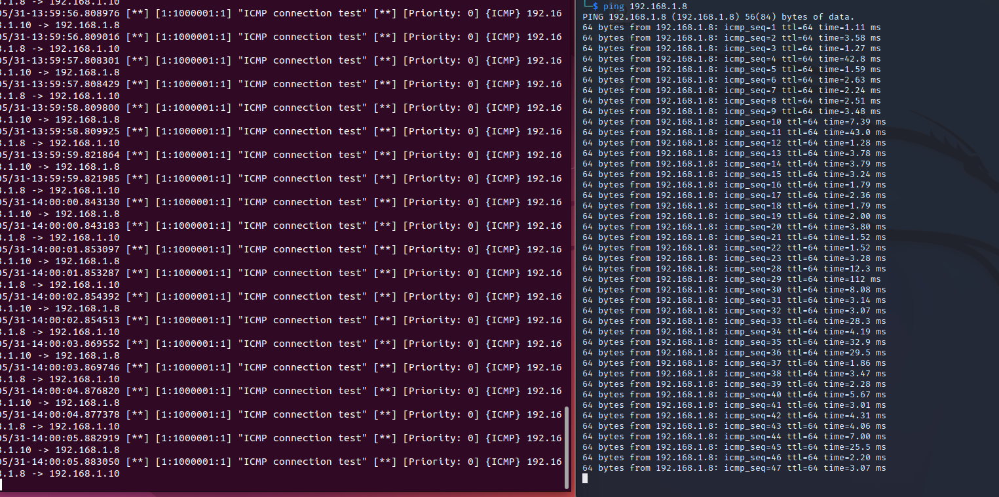 3.1.8 -> 192.168.1.10
05/31-13:59:56.808976 [**] [1:1000001:1] "ICMP connection test" [**] [Priority: 0] {ICMP} 192.16
8.1.10 -> 192.168.1.8
05/31-13:59:56.809016 [**] [1:1000001:1] "ICMP connection test" [**] [Priority: 0] {ICMP} 192.16
8.1.8 -> 192.168.1.10
05/31-13:59:57.808301 [**] [1:1000001:1] "ICMP connection test" [**] [Priority: 0] {ICMP} 192.16
8.1.10 -> 192.168.1.8
05/31-13:59:57.808429 [**] [1:1000001:1] "ICMP connection test" [**] [Priority: 0] {ICMP} 192.16
8.1.8 -> 192.168.1.10
05/31-13:59:58.809800 [**] [1:1000001:1] "ICMP connection test" [**] [Priority: 0] {ICMP} 192.16
8.1.10 -> 192.168.1.8
05/31-13:59:58.809925 [**] [1:1000001:1] "ICMP connection test" [**] [Priority: 0] {ICMP} 192.16
8.1.8 -> 192.168.1.10
05/31-13:59:59.821864 [**] [1:1000001:1] "ICMP connection test" [**] [Priority: 0] {ICMP} 192.16
8.1.10 -> 192.168.1.8
05/31-13:59:59.821985 [**] [1:1000001:1] "ICMP connection test" [**] [Priority: 0] {ICMP} 192.16
8.1.8 -> 192.168.1.10
05/31-14:00:00.843130 [**] [1:1000001:1] "ICMP connection test" [**] [Priority: 0] {ICMP} 192.16
8.1.10 -> 192.168.1.8
05/31-14:00:00.843183 [**] [1:1000001:1] "ICMP connection test" [**] [Priority: 0] {ICMP} 192.16
8.1.8 -> 192.168.1.10
05/31-14:00:01.853097 [**] [1:1000001:1] "ICMP connection test" [**] [Priority: 0] {ICMP} 192.16
8.1.10 -> 192.168.1.8
05/31-14:00:01.853287 [**] [1:1000001:1] "ICMP connection test" [**] [Priority: 0] {ICMP} 192.16
8.1.8 -> 192.168.1.10
05/31-14:00:02.854392 [**] [1:1000001:1] "ICMP connection test" [**] [Priority: 0] {ICMP} 192.16
8.1.10 -> 192.168.1.8
05/31-14:00:02.854513 [**] [1:1000001:1] "ICMP connection test" [**] [Priority: 0] {ICMP} 192.16
8.1.8 -> 192.168.1.10
05/31-14:00:03.869552 [**] [1:1000001:1] "ICMP connection test" [**] [Priority: 0] {ICMP} 192.16
8.1.10 -> 192.168.1.8
05/31-14:00:03.869746 [**] [1:1000001:1] "ICMP connection test" [**] [Priority: 0] {ICMP} 192.16
8.1.8 -> 192.168.1.10
05/31-14:00:04.876820 [**] [1:1000001:1] "ICMP connection test" [**] [Priority: 0] {ICMP} 192.16
8.1.10 -> 192.168.1.8
05/31-14:00:04.877378 [**] [1:1000001:1] "ICMP connection test" [**] [Priority: 0] {ICMP} 192.16
8.1.8 -> 192.168.1.10
05/31-14:00:05.882919 [**] [1:1000001:1] "ICMP connection test" [**] [Priority: 0] {ICMP} 192.16
8.1.10 -> 192.168.1.8
05/31-14:00:05.883050 [**] [1:1000001:1] "ICMP connection test" [**] [Priority: 0] {ICMP} 192.16
8.1.8 -> 192.168.1.10
└─$ ping 192.168.1.8
PING 192.168.1.8 (192.168.1.8) 56(84) bytes of data.
64 bytes from 192.168.1.8: icmp_seq=1 ttl=64 time=1.11 ms
64 bytes from 192.168.1.8: icmp_seq=2 ttl=64 time=3.58 ms
64 bytes from 192.168.1.8: icmp_seq=3 ttl=64 time=1.27 ms
64 bytes from 192.168.1.8: icmp_seq=4 ttl=64 time=42.8 ms
64 bytes from 192.168.1.8: icmp_seq=5 ttl=64 time=1.59 ms
64 bytes from 192.168.1.8: icmp_seq=6 ttl=64 time=2.63 ms
64 bytes from 192.168.1.8: icmp_seq=7 ttl=64 time=2.24 ms
64 bytes from 192.168.1.8: icmp_seq=8 ttl=64 time=2.51 ms
64 bytes from 192.168.1.8: icmp_seq=9 ttl=64 time=3.48 ms
64 bytes from 192.168.1.8: icmp_seq=10 ttl=64 time=7.39 ms
64 bytes from 192.168.1.8: icmp_seq=11 ttl=64 time=43.0 ms
64 bytes from 192.168.1.8: icmp_seq=12 ttl=64 time=1.28 ms
64 bytes from 192.168.1.8: icmp_seq=13 ttl=64 time=3.78 ms
64 bytes from 192.168.1.8: icmp_seq=14 ttl=64 time=3.79 ms
64 bytes from 192.168.1.8: icmp_seq=15 ttl=64 time=3.24 ms
64 bytes from 192.168.1.8: icmp_seq=16 ttl=64 time=1.79 ms
64 bytes from 192.168.1.8: icmp_seq=17 ttl=64 time=2.36 ms
64 bytes from 192.168.1.8: icmp_seq=18 ttl=64 time=1.79 ms
64 bytes from 192.168.1.8: icmp_seq=19 ttl=64 time=2.00 ms
64 bytes from 192.168.1.8: icmp_seq=20 ttl=64 time=3.80 ms
64 bytes from 192.168.1.8: icmp_seq=21 ttl=64 time=1.52 ms
64 bytes from 192.168.1.8: icmp_seq=22 ttl=64 time=1.52 ms
64 bytes from 192.168.1.8: icmp_seq=23 ttl=64 time=3.28 ms
64 bytes from 192.168.1.8: icmp_seq=28 ttl=64 time=12.3 ms
64 bytes from 192.168.1.8: icmp_seq=29 ttl=64 time=112 ms
64 bytes from 192.168.1.8: icmp_seq=30 ttl=64 time=8.08 ms
64 bytes from 192.168.1.8: icmp_seq=31 ttl=64 time=3.14 ms
64 bytes from 192.168.1.8: icmp_seq=32 ttl=64 time=3.07 ms
64 bytes from 192.168.1.8: icmp_seq=33 ttl=64 time=28.3 ms
64 bytes from 192.168.1.8: icmp_seq=34 ttl=64 time=4.19 ms
64 bytes from 192.168.1.8: icmp_seq=35 ttl=64 time=32.9 ms
64 bytes from 192.168.1.8: icmp_seq=36 ttl=64 time=29.5 ms
64 bytes from 192.168.1.8: icmp_seq=37 ttl=64 time=1.86 ms
64 bytes from 192.168.1.8: icmp_seq=38 ttl=64 time=3.47 ms
64 bytes from 192.168.1.8: icmp_seq=39 ttl=64 time=2.28 ms
64 bytes from 192.168.1.8: icmp_seq=40 ttl=64 time=5.67 ms
64 bytes from 192.168.1.8: icmp_seq=41 ttl=64 time=3.01 ms
64 bytes from 192.168.1.8: icmp_seq=42 ttl=64 time=4.31 ms
64 bytes from 192.168.1.8: icmp_seq=43 ttl=64 time=4.06 ms
64 bytes from 192.168.1.8: icmp_seq=44 ttl=64 time=7.00 ms
64 bytes from 192.168.1.8: icmp_seq=45 ttl=64 time=25.5 ms
64 bytes from 192.168.1.8: icmp_seq=46 ttl=64 time=2.20 ms
64 bytes from 192.168.1.8: icmp_seq=47 ttl=64 time=3.07 ms